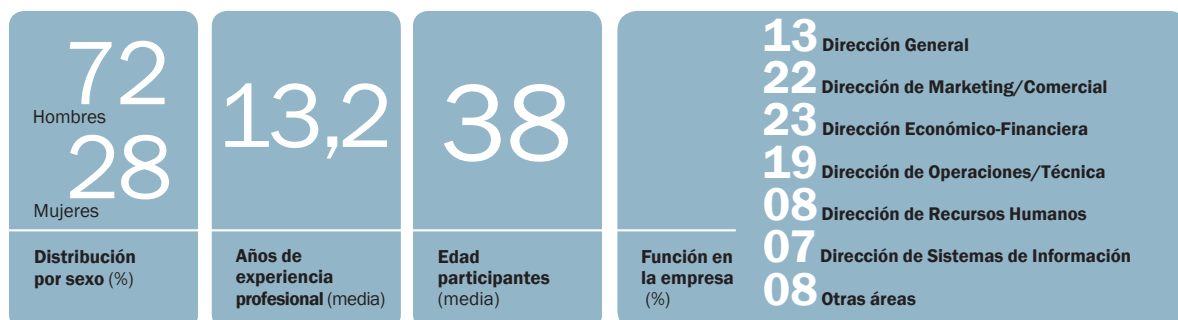 72
Hombres
28
Mujeres
Distribución
por sexo (%)
13,2
Años de
experiencia
profesional (media)
38
Edad
participantes
(media)
Función en
la empresa
(%)
13 Dirección General
22 Dirección de Marketing/Comercial
23 Dirección Económico-Financiera
19 Dirección de Operaciones/Técnica
08 Dirección de Recursos Humanos
07 Dirección de Sistemas de Información
08 Otras áreas